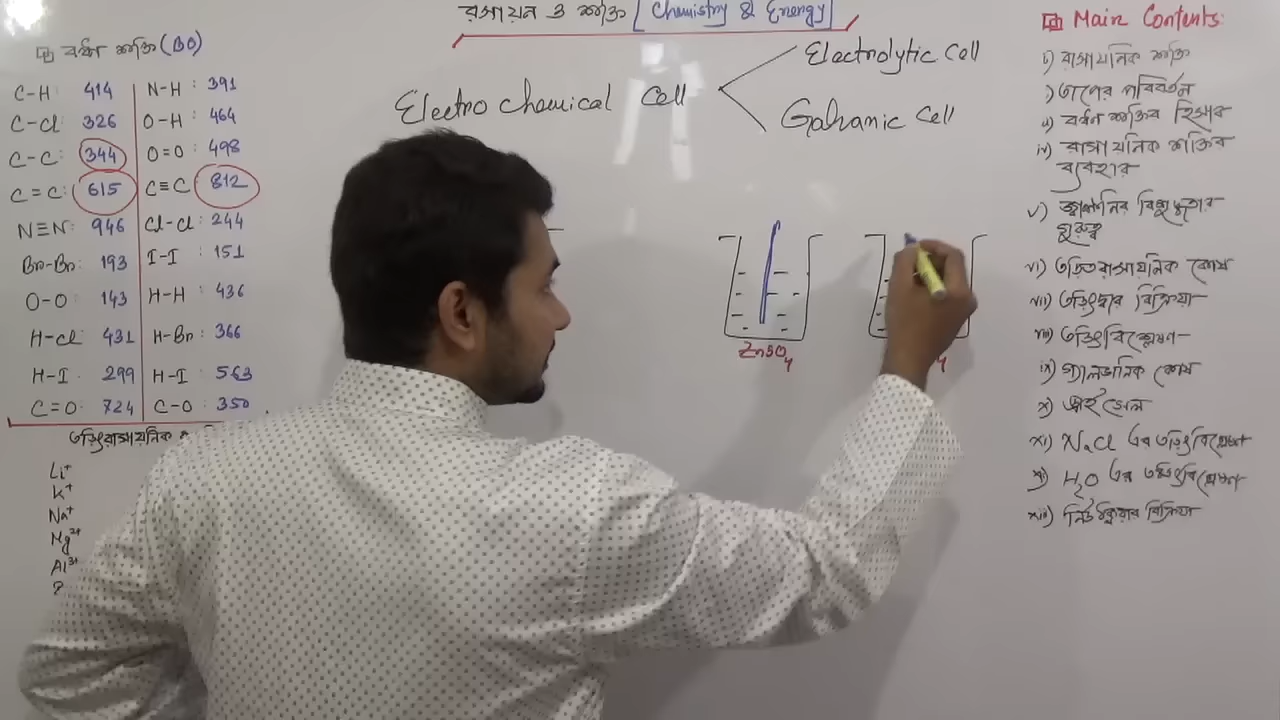 রসায়ন ও শক্তি [Chemistry & Energy]
বন্ধন শক্তি (BO)
C-H: 414
C-Cl: 326
C-C: 344
C=C: 615
N≡N: 946
Br-Br: 193
O-O: 143
H-Cl: 431
H-I: 299
C=O: 724
N-H: 391
O-H: 464
O=O: 498
C≡C: 812
Cl-Cl: 244
I-I: 151
H-H: 436
H-Br: 366
H-I: 563
C-O: 350
তড়িৎরাসায়নিক
Li⁺
K⁺
Na⁺
Mg²⁺
Al³⁺
Electro chemical cell
Electrolytic Cell
Galvanic Cell
ZnSO₄
4
Main Contents:
i) রাসায়নিক শক্তি
) তাপের পরিবর্তন
ii) বন্ধন শক্তির হিসাব
iv) রাসায়নিক শক্তির
ব্যবহার
v) জ্বালানির বিশুদ্ধতার
গুরুত্ব
vi) তড়িতরাসায়নিক কোষ
vii) তড়িৎদ্বার বিক্রিয়া
viii) তড়িৎবিশ্লেষণ
ix) গ্যালভানিক কোষ
x) ড্রাই সেল
xi) NaCl এর তড়িৎবিশ্লেষণ
xii) H₂O এর তড়িৎবিশ্লেষণ
xiii) নিউক্লিয়ার বিক্রিয়া